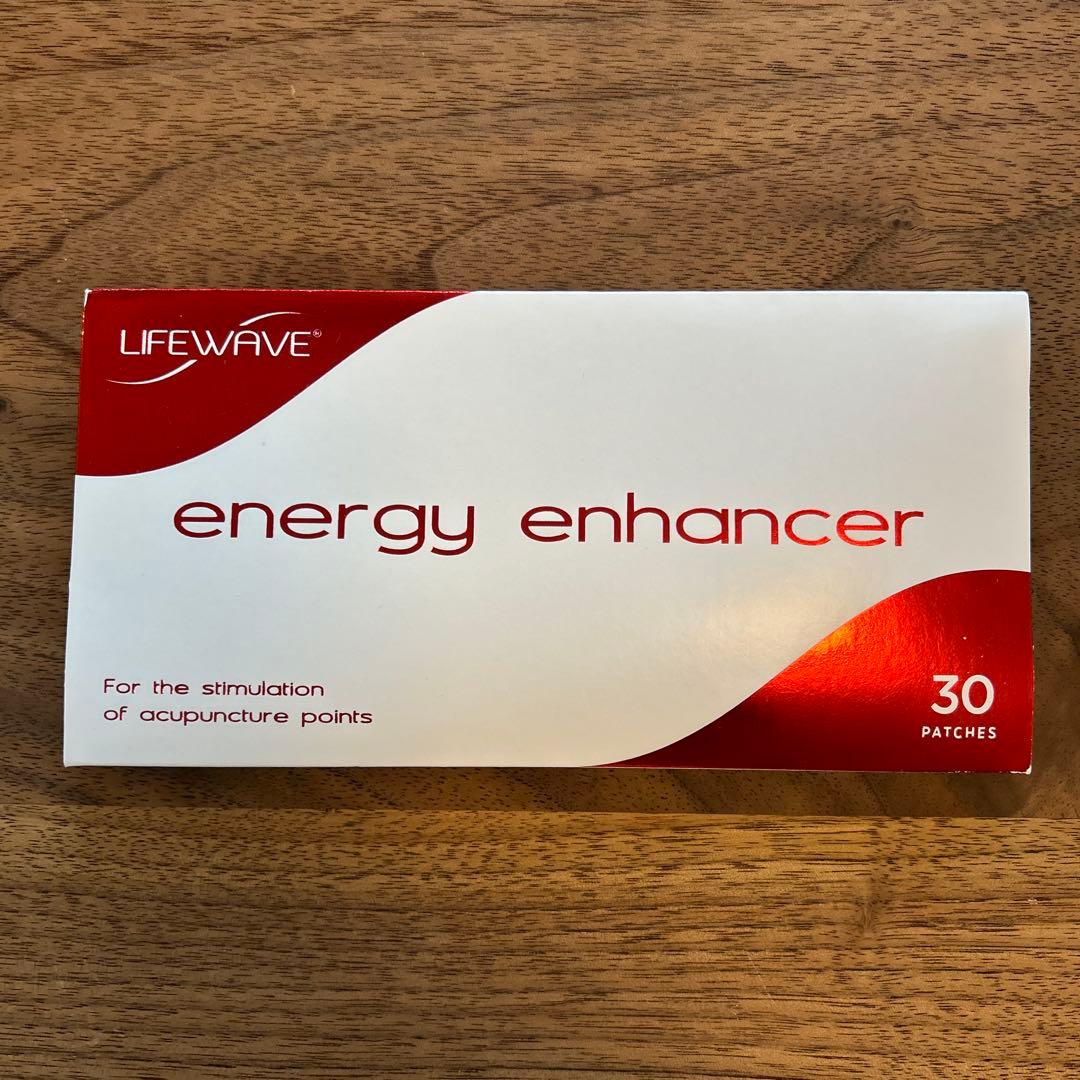 LIFEWAVE®
energy enhancer
For the stimulation
of acupuncture points
30
PATCHES